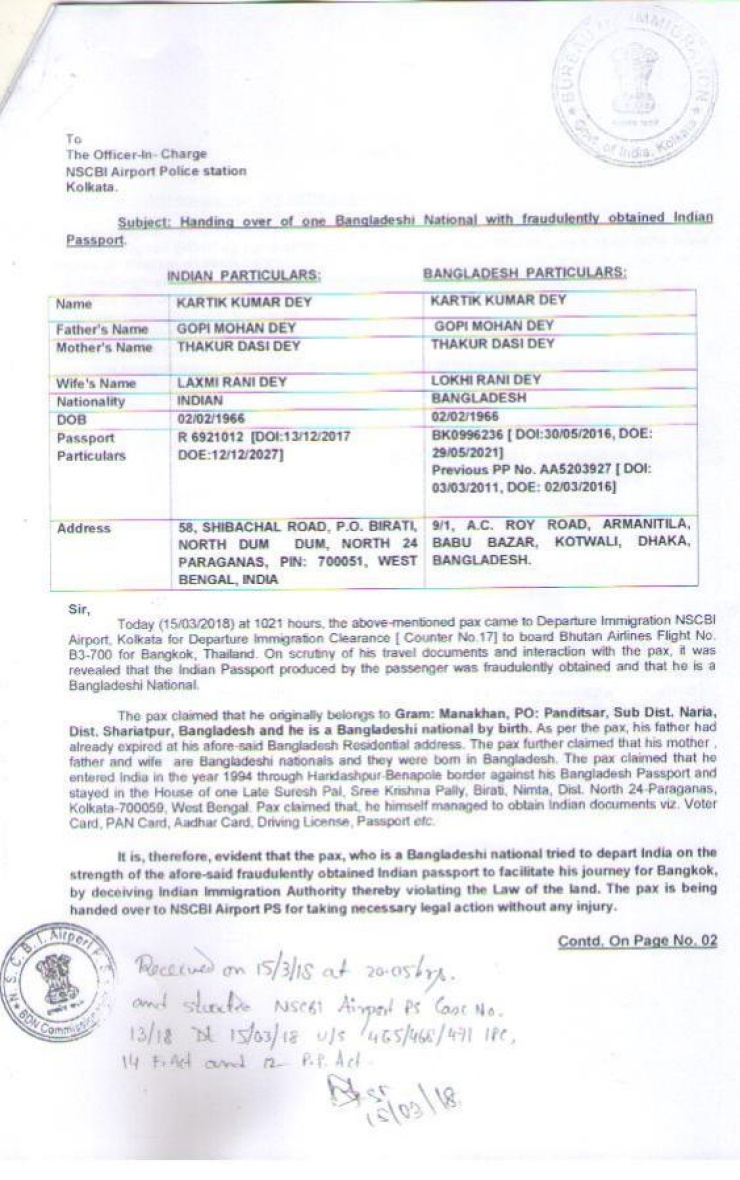 BUREAU OF IMMIGRATION
Govt. of India, Kolkata
To
The Officer-In- Charge
NSCBI Airport Police station
Kolkata.
Subject: Handing over of one Bangladeshi National with fraudulently obtained Indian
Passport.
INDIAN PARTICULARS: BANGLADESH PARTICULARS:
Name KARTIK KUMAR DEY KARTIK KUMAR DEY
Father's Name GOPI MOHAN DEY GOPI MOHAN DEY
Mother's Name THAKUR DASI DEY THAKUR DASI DEY
Wife's Name LAXMI RANI DEY LOKHI RANI DEY
Nationality INDIAN BANGLADESH
DOB 02/02/1966 02/02/1966
Passport R 6921012 [DOI:13/12/2017 BK0996236 [ DOI:30/05/2016, DOE:
Particulars DOE:12/12/2027] 29/05/2021]
Previous PP No. AA5203927 [ DOI:
03/03/2011, DOE: 02/03/2016]
Address 58, SHIBACHAL ROAD, P.O. BIRATI, 9/1, A.C. ROY ROAD, ARMANITILA,
NORTH DUM DUM, NORTH 24 BABU BAZAR, KOTWALI, DHAKA,
PARAGANAS, PIN: 700051, WEST BANGLADESH.
BENGAL, INDIA
Sir,
Today (15/03/2018) at 1021 hours, the above-mentioned pax came to Departure Immigration NSCBI
Airport, Kolkata for Departure Immigration Clearance [ Counter No.17] to board Bhutan Airlines Flight No.
B3-700 for Bangkok, Thailand. On scrutiny of his travel documents and interaction with the pax, it was
revealed that the Indian Passport produced by the passenger was fraudulently obtained and that he is a
Bangladeshi National.
The pax claimed that he originally belongs to Gram: Manakhan, PO: Panditsar, Sub Dist. Naria,
Dist. Shariatpur, Bangladesh and he is a Bangladeshi national by birth. As per the pax, his father had
already expired at his afore-said Bangladesh Residential address. The pax further claimed that his mother ,
father and wife are Bangladeshi nationals and they were born in Bangladesh. The pax claimed that he
entered India in the year 1994 through Haridashpur-Benapole border against his Bangladesh Passport and
stayed in the House of one Late Suresh Pal, Sree Krishna Pally, Birati, Nimta, Dist. North 24-Paraganas,
Kolkata-700059, West Bengal. Pax claimed that, he himself managed to obtain Indian documents viz. Voter
Card, PAN Card, Aadhar Card, Driving License, Passport etc.
It is, therefore, evident that the pax, who is a Bangladeshi national tried to depart India on the
strength of the afore-said fraudulently obtained Indian passport to facilitate his journey for Bangkok,
by deceiving Indian Immigration Authority thereby violating the Law of the land. The pax is being
handed over to NSCBI Airport PS for taking necessary legal action without any injury.
Contd. On Page No. 02
N.S.C.B.I. Airport P.S.
BDN Commission
Received on 15/3/18 at 20.05 hrs.
and NSCBI Airport PS Case No.
13/18 Dt 15/03/18 u/s 465/468/471 IPC,
14 F.Act and 12 P.P. Act.
15/03/18